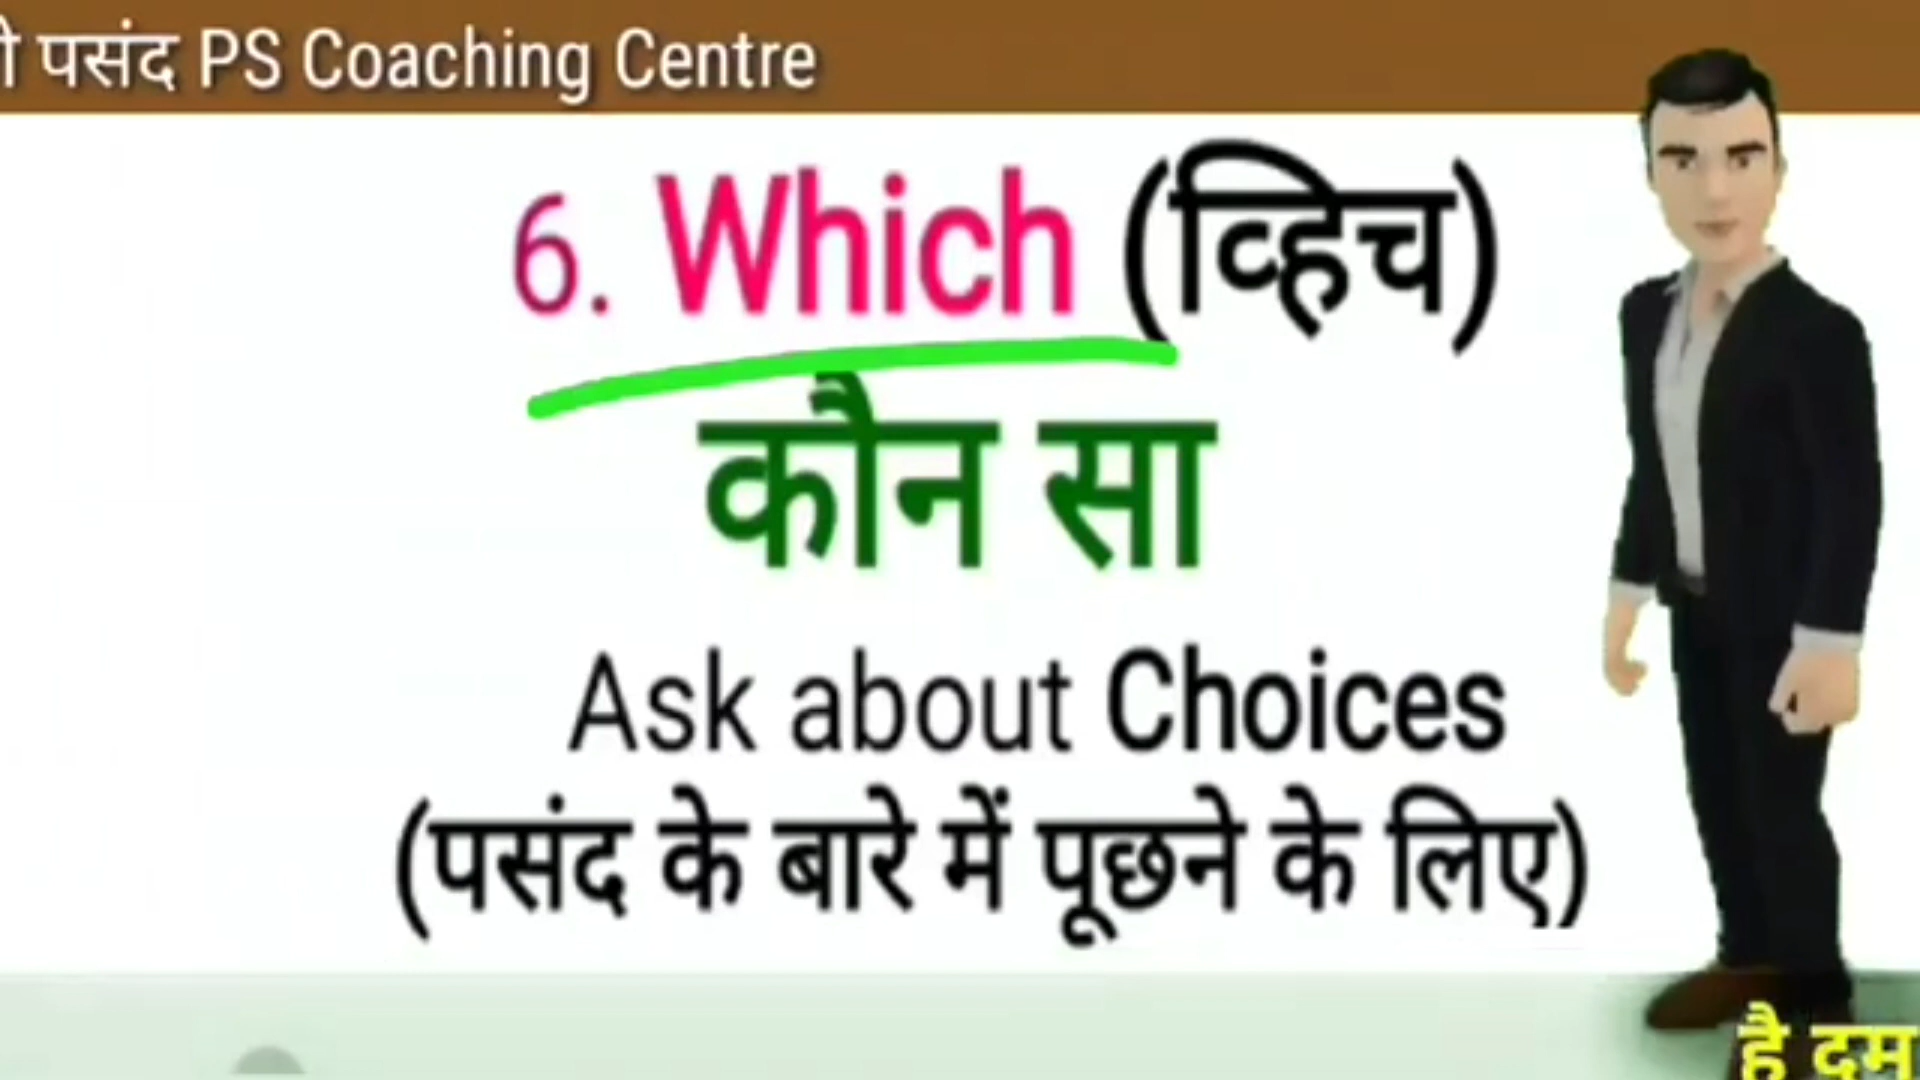 पसंद PS Coaching Centre
6. Which (व्हिच)
कौन सा
Ask about Choices
(पसंद के बारे में पूछने के लिए)
है दम